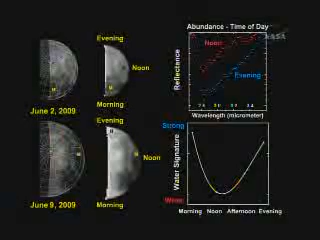 Abundance - Time of Day
NASA
Evening
Noon
Morning
June 2, 2009
Evening
Noon
Morning
June 9, 2009
Reflectance
Noon
Evening
Wavelength (micrometer)
Water Signature
Strong
Weak
Morning Noon Afternoon Evening